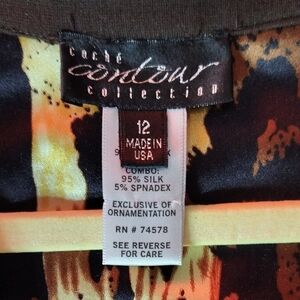 caché
contour
collection
12
MADE IN
USA
COMBO:
95% SILK
5% SPNADEX
EXCLUSIVE OF
ORNAMENTATION
RN # 74578
SEE REVERSE
FOR CARE